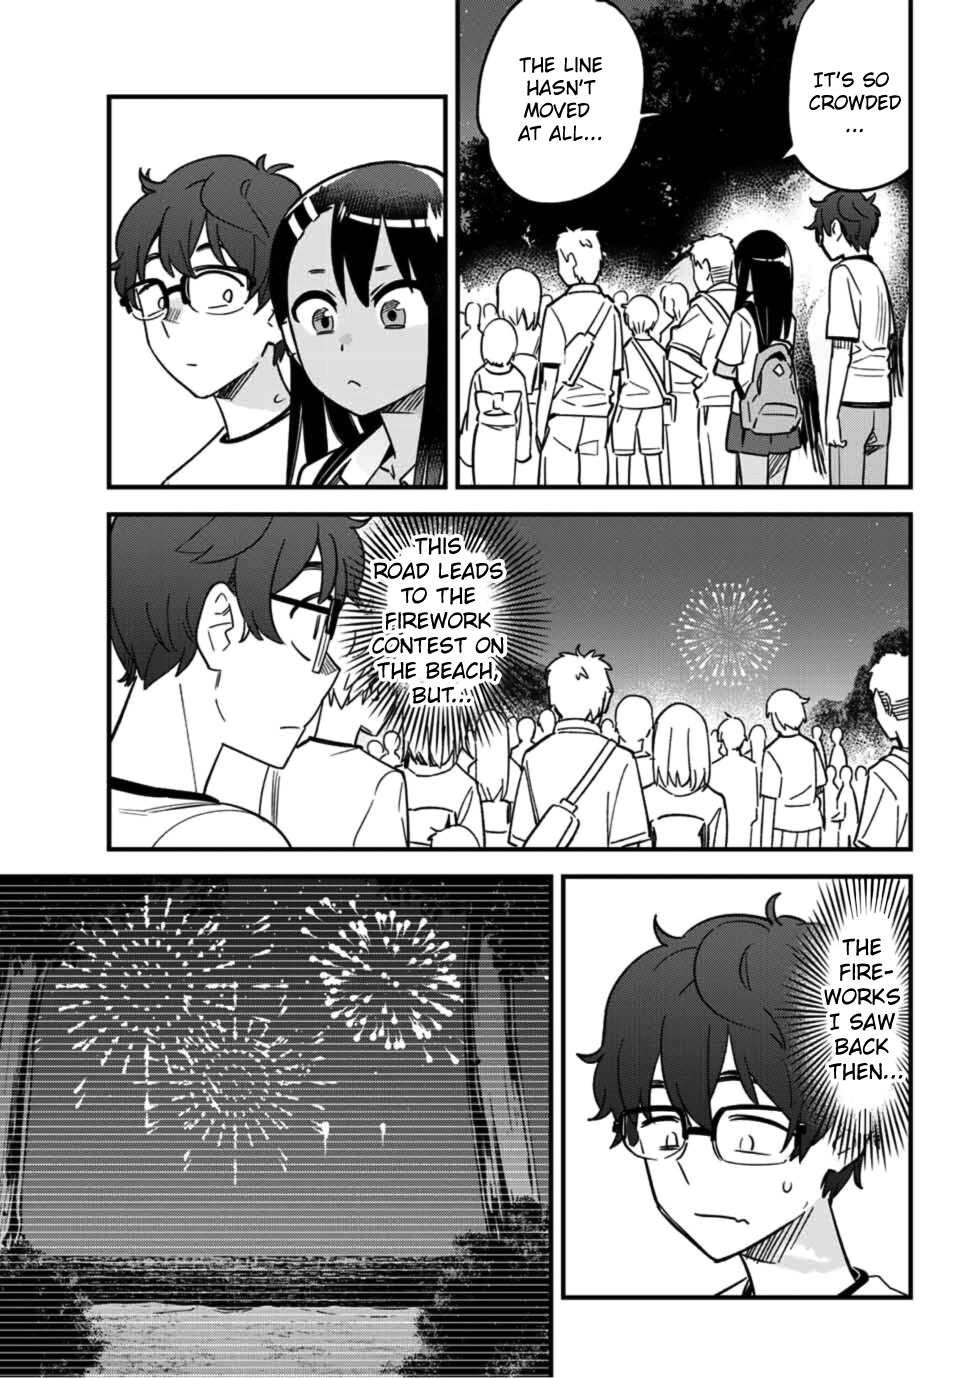 IT'S SO
CROWDED
...
THE LINE
HASN'T
MOVED
AT ALL...
THIS
ROAD LEADS
TO THE
FIREWORK
CONTEST ON
THE BEACH,
BUT...
THE
FIRE-
WORKS
I SAW
BACK
THEN...